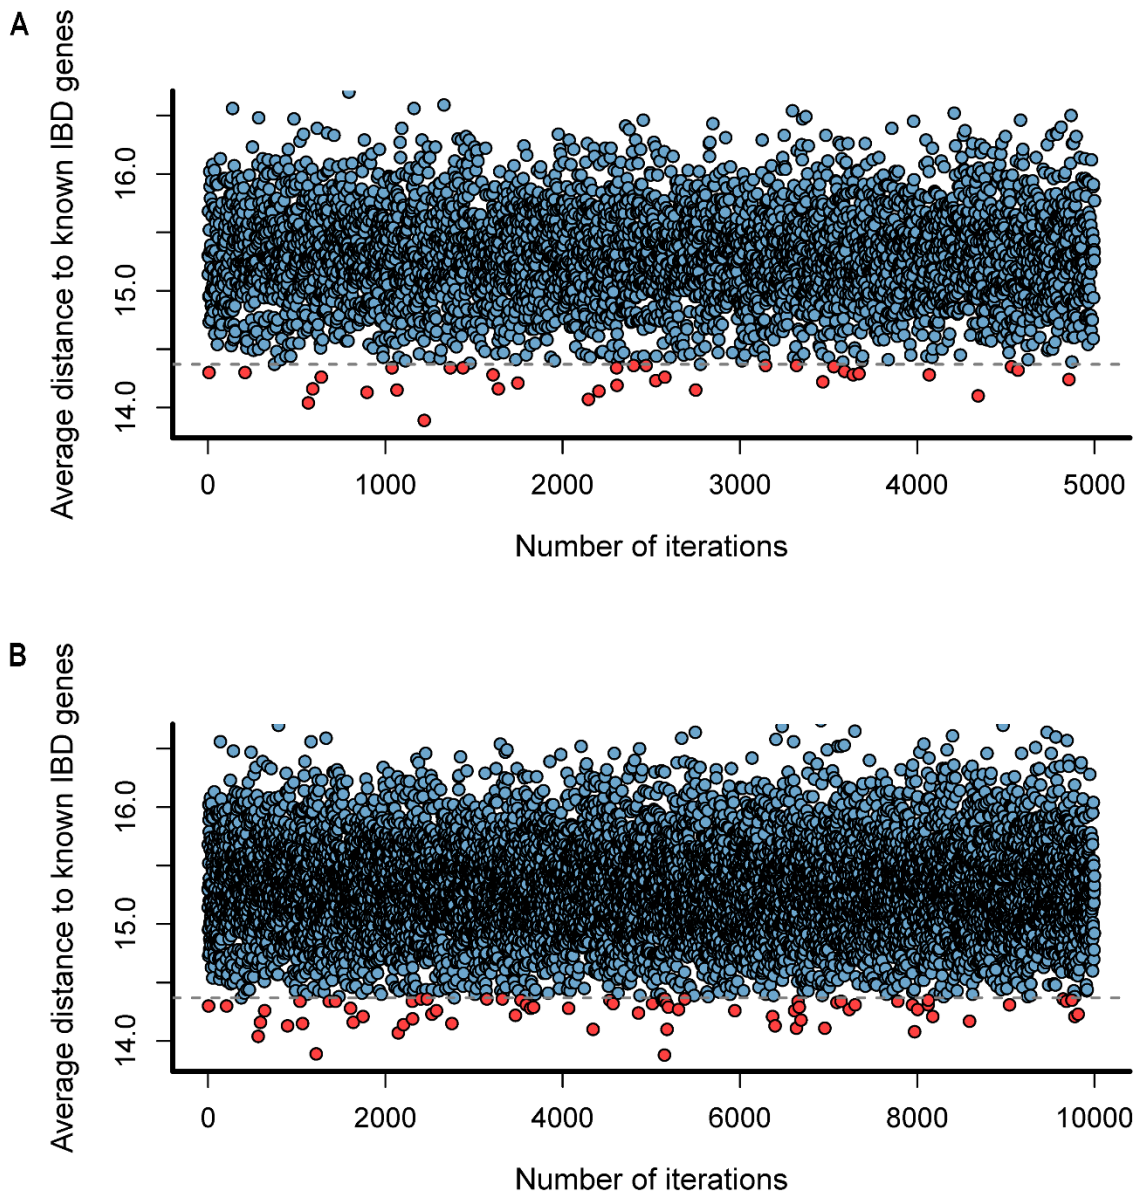 A
Average distance to known IBD genes
16.0
15.0
14.0
0 1000 2000 3000 4000 5000
Number of iterations
B
Average distance to known IBD genes
16.0
15.0
14.0
0 2000 4000 6000 8000 10000
Number of iterations